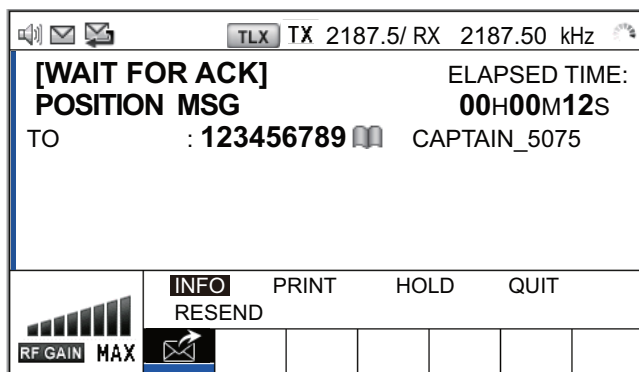 TLX TX 2187.5/ RX 2187.50 kHz
[WAIT FOR ACK] ELAPSED TIME:
POSITION MSG 00H00M12S
TO : 123456789 CAPTAIN_5075
INFO PRINT HOLD QUIT
RESEND
RF GAIN MAX